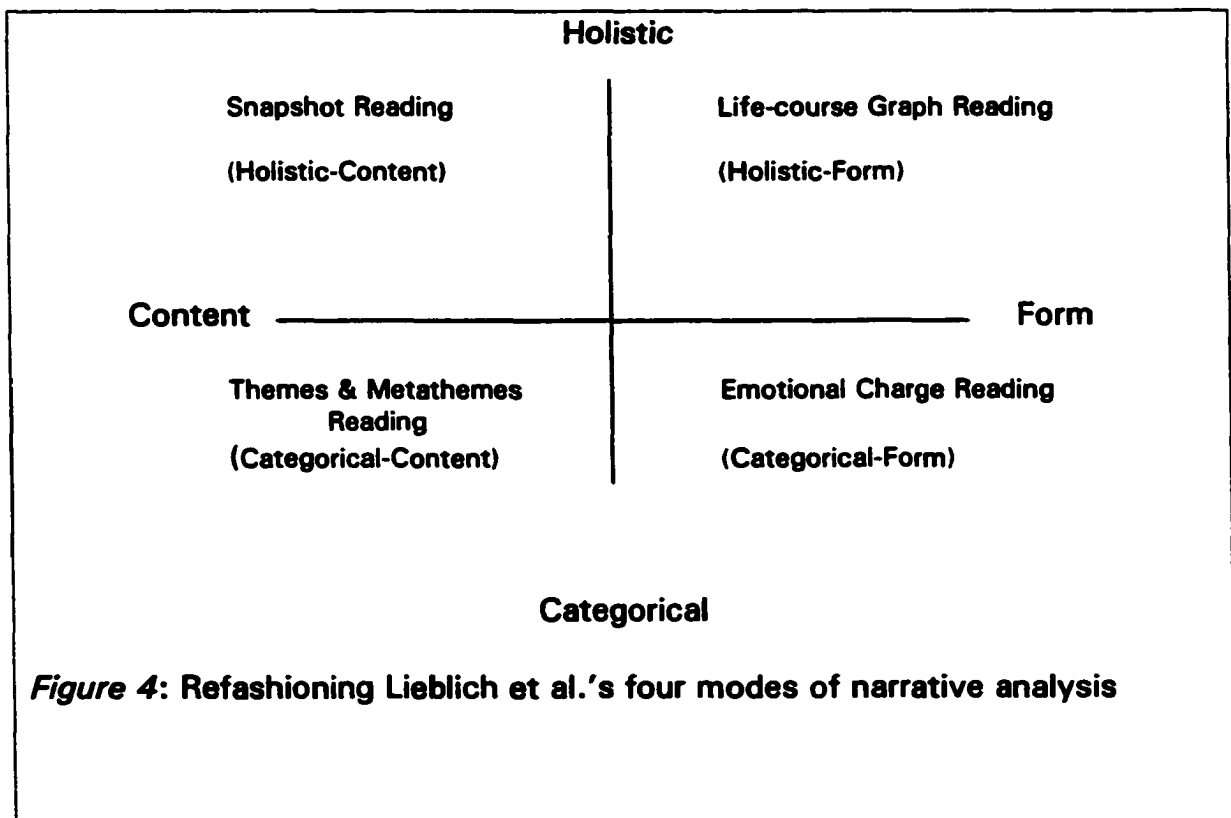 Holistic
Snapshot Reading
(Holistic-Content)
Life-course Graph Reading
(Holistic-Form)
Content
Form
Themes & Metathemes
Reading
(Categorical-Content)
Emotional Charge Reading
(Categorical-Form)
Categorical
Figure 4: Refashioning Lieblich et al.'s four modes of narrative analysis